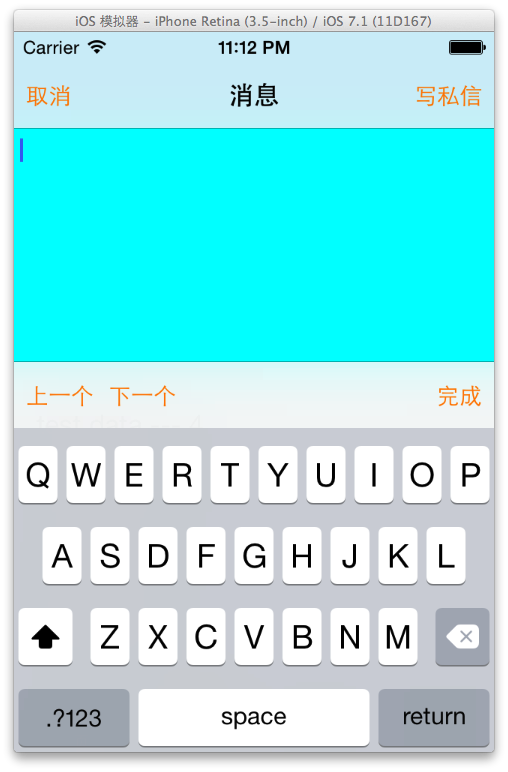 iOS 模拟器 - iPhone Retina (3.5-inch) / iOS 7.1 (11D167)
Carrier 11:12 PM
取消 消息 写私信
上一个 下一个 完成
Q W E R T Y U I O P
A S D F G H J K L
Z X C V B N M
.?123 space return